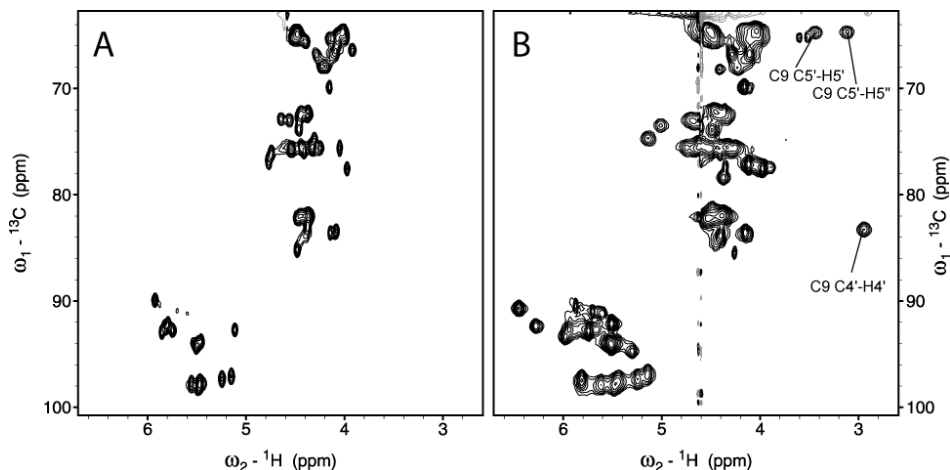 A
B
C9 C5'-H5'
C9 C5'-H5"
C9 C4'-H4'
70
80
90
100
ω₁ - ¹³C (ppm)
70
80
90
100
ω₁ - ¹³C (ppm)
6 5 4 3
6 5 4 3
ω₂ - ¹H (ppm)
ω₂ - ¹H (ppm)